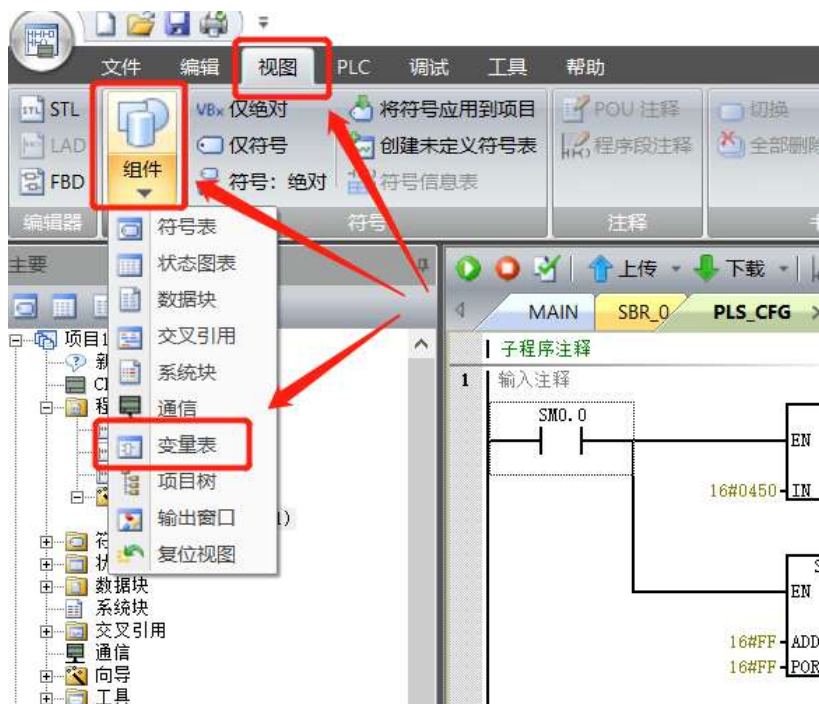 文件 编辑 视图 PLC 调试 工具 帮助
STL
LAD
FBD
编辑器
组件
VBx 仅绝对
仅符号
符号：绝对
将符号应用到项目
创建未定义符号表
符号信息表
符号
POU 注释
程序段注释
注释
切换
全部删除
主要
符号表
状态图表
数据块
交叉引用
系统块
通信
变量表
项目树
输出窗口
复位视图
项目1
数据块
系统块
交叉引用
通信
向导
工具
上传 下载
MAIN SBR_0 PLS_CFG
子程序注释
1 输入注释
SM0.0
EN
16#0450 IN
EN
16#FF ADD
16#FF POR